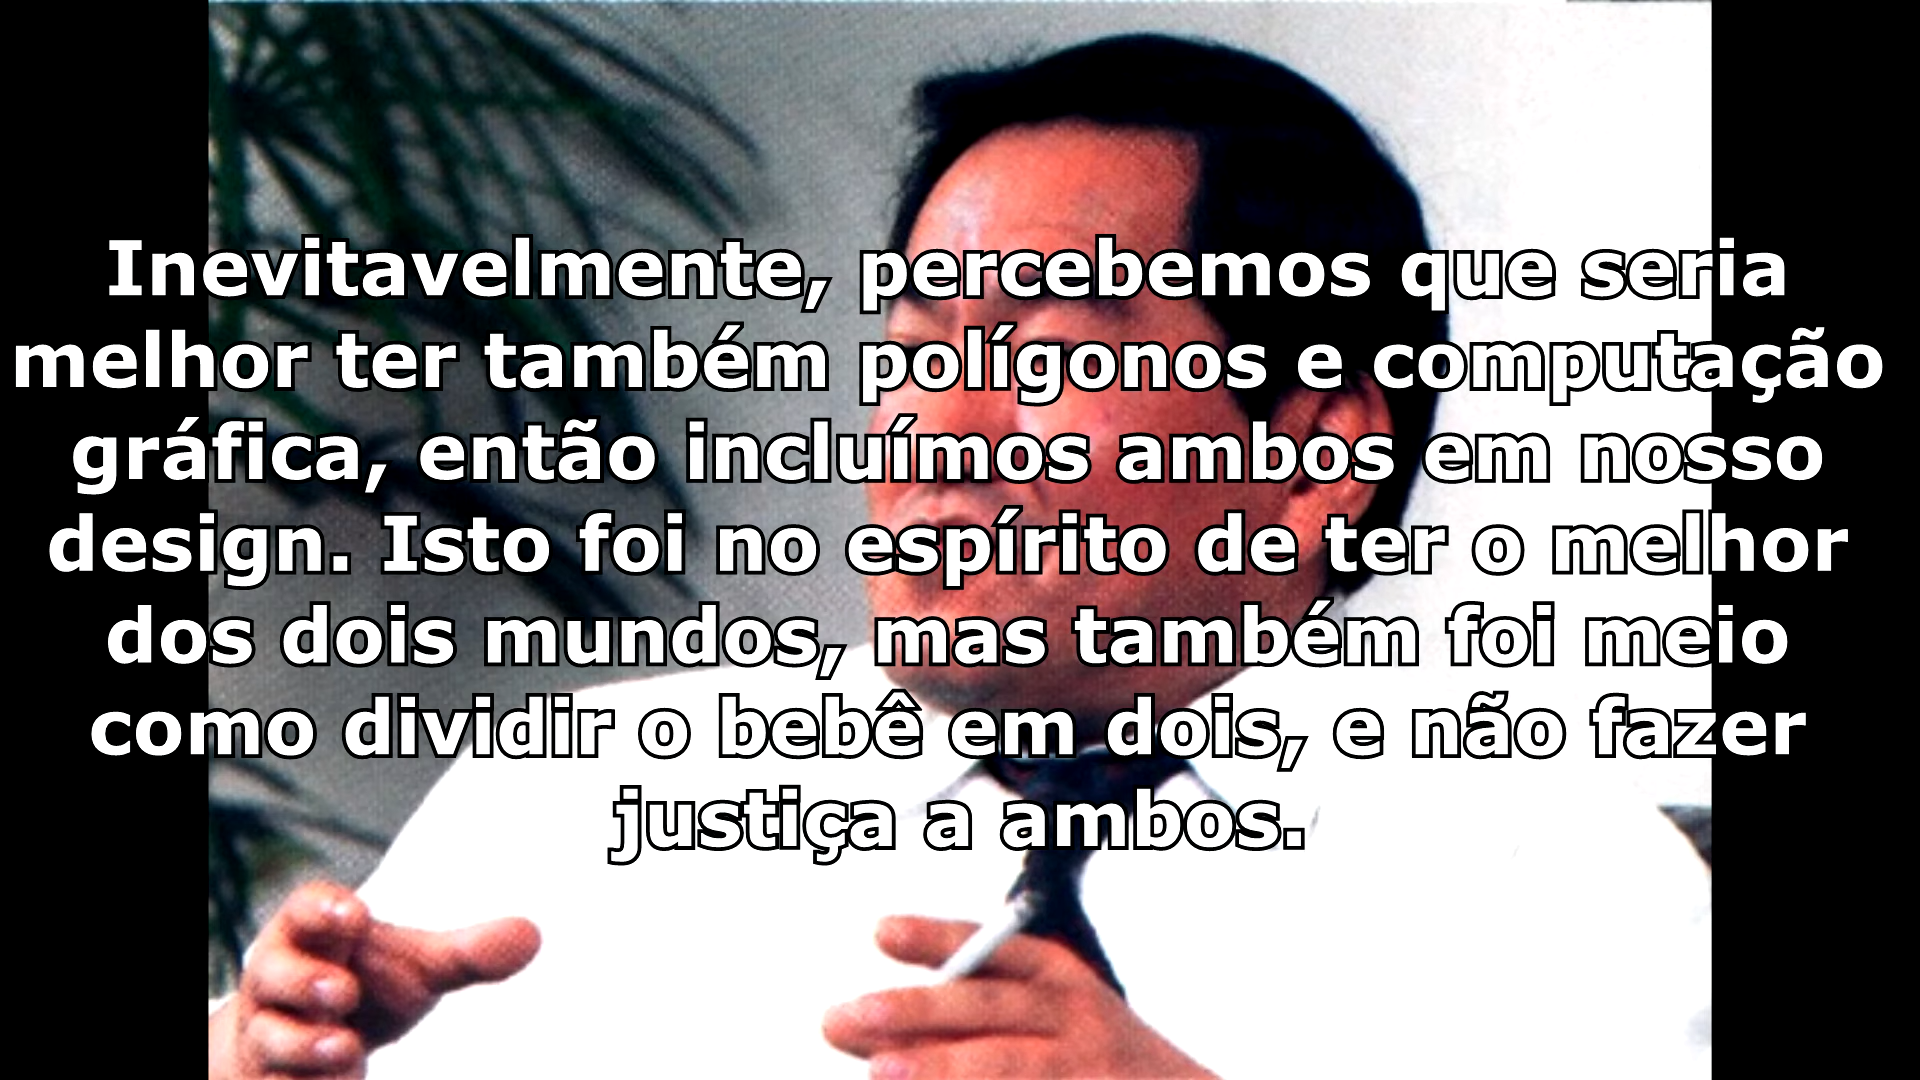 Inevitavelmente, percebemos que seria
melhor ter também polígonos e computação
gráfica, então incluímos ambos em nosso
design. Isto foi no espírito de ter o melhor
dos dois mundos, mas também foi meio
como dividir o bebê em dois, e não fazer
justiça a ambos.